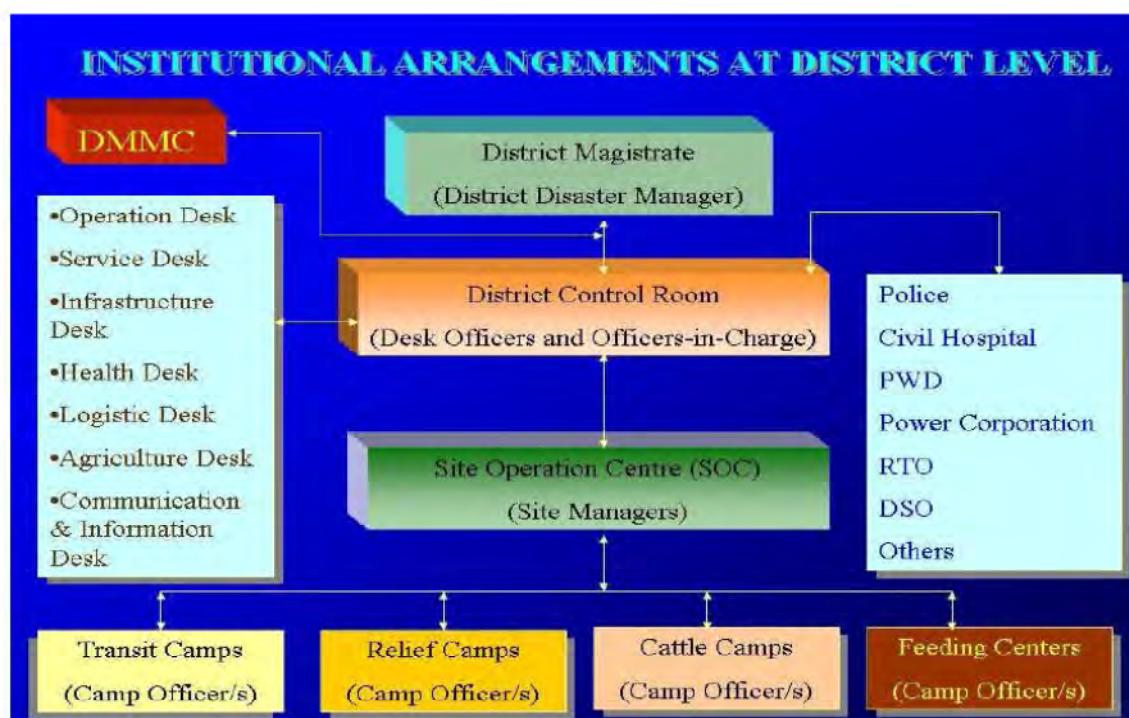 INSTITUTIONAL ARRANGEMENTS AT DISTRICT LEVEL
DMMC
District Magistrate
(District Disaster Manager)
•Operation Desk
•Service Desk
•Infrastructure
Desk
•Health Desk
•Logistic Desk
•Agriculture Desk
•Communication
& Information
Desk
District Control Room
(Desk Officers and Officers-in-Charge)
Police
Civil Hospital
PWD
Power Corporation
RTO
DSO
Others
Site Operation Centre (SOC)
(Site Managers)
Transit Camps
(Camp Officer/s)
Relief Camps
(Camp Officer/s)
Cattle Camps
(Camp Officer/s)
Feeding Centers
(Camp Officer/s)